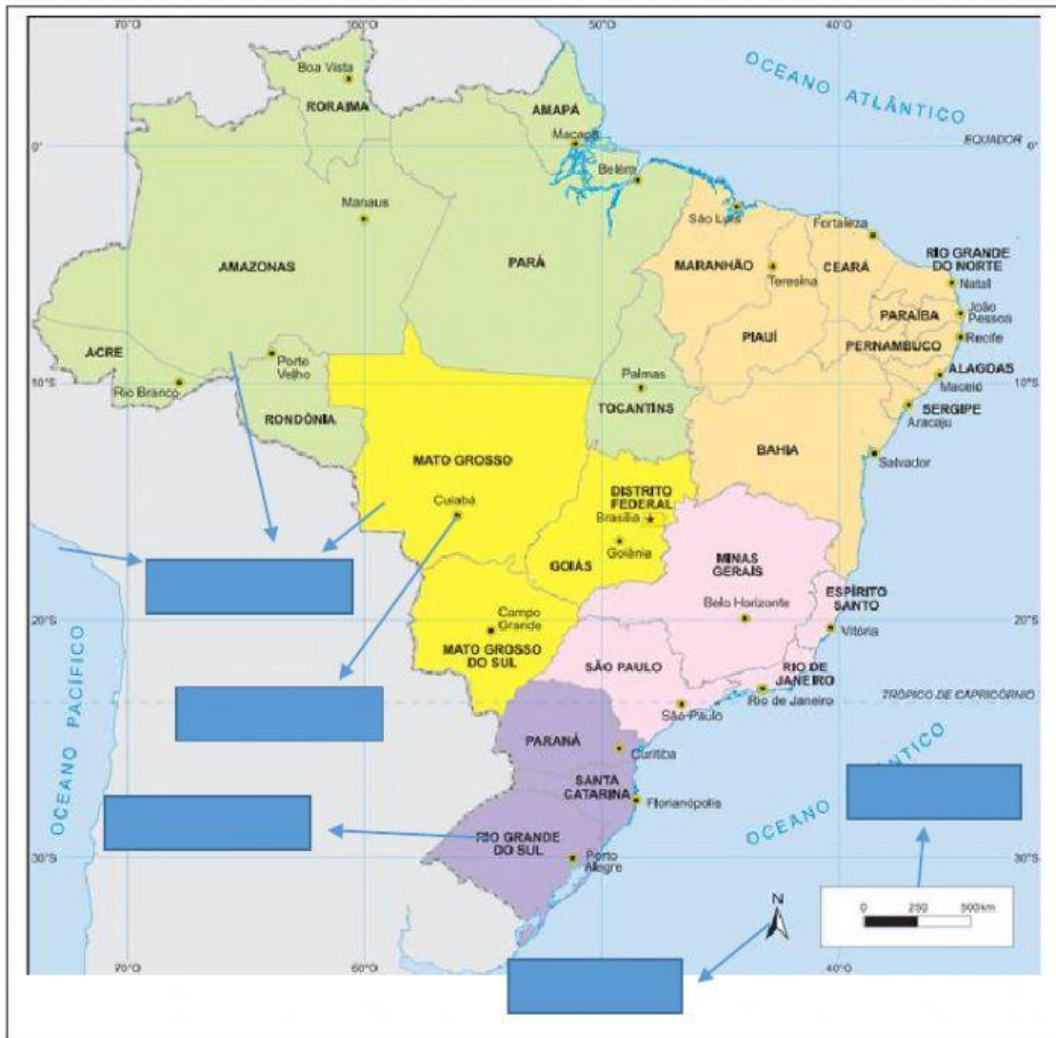 70°O
50°O
40°O
Boa Vista
RORAIMA
AMAPÁ
Macapá
OCEANO ATLÂNTICO
EQUADOR
0°
0°
Belém
Manaus
São Luís
Fortaleza
AMAZONAS
PARÁ
MARANHÃO
Teresina
CEARÁ
RIO GRANDE
DO NORTE
Natal
PARAÍBA
João
Pessoa
PIAUÍ
PERNAMBUCO
Recife
ACRE
Porto
Velho
Rio Branco
RONDÔNIA
Palmas
TOCANTINS
ALAGOAS
Maceió
10°S
SERGIPE
Aracaju
BAHIA
Salvador
MATO GROSSO
Cuiabá
DISTRITO
FEDERAL
Brasília
Goiânia
GOIÁS
MINAS
GERAIS
Belo Horizonte
ESPÍRITO
SANTO
Vitória
20°S
20°S
Campo
Grande
MATO GROSSO
DO SUL
SÃO PAULO
RIO DE
JANEIRO
Rio de Janeiro
São Paulo
TRÓPICO DE CAPRICÓRNIO
OCEANO PACÍFICO
PARANÁ
Curitiba
SANTA
CATARINA
Florianópolis
OCEANO
NTICO
RIO GRANDE
DO SUL
Porto
Alegre
30°S
30°S
N
0 250 500km
70°O
60°O
40°O